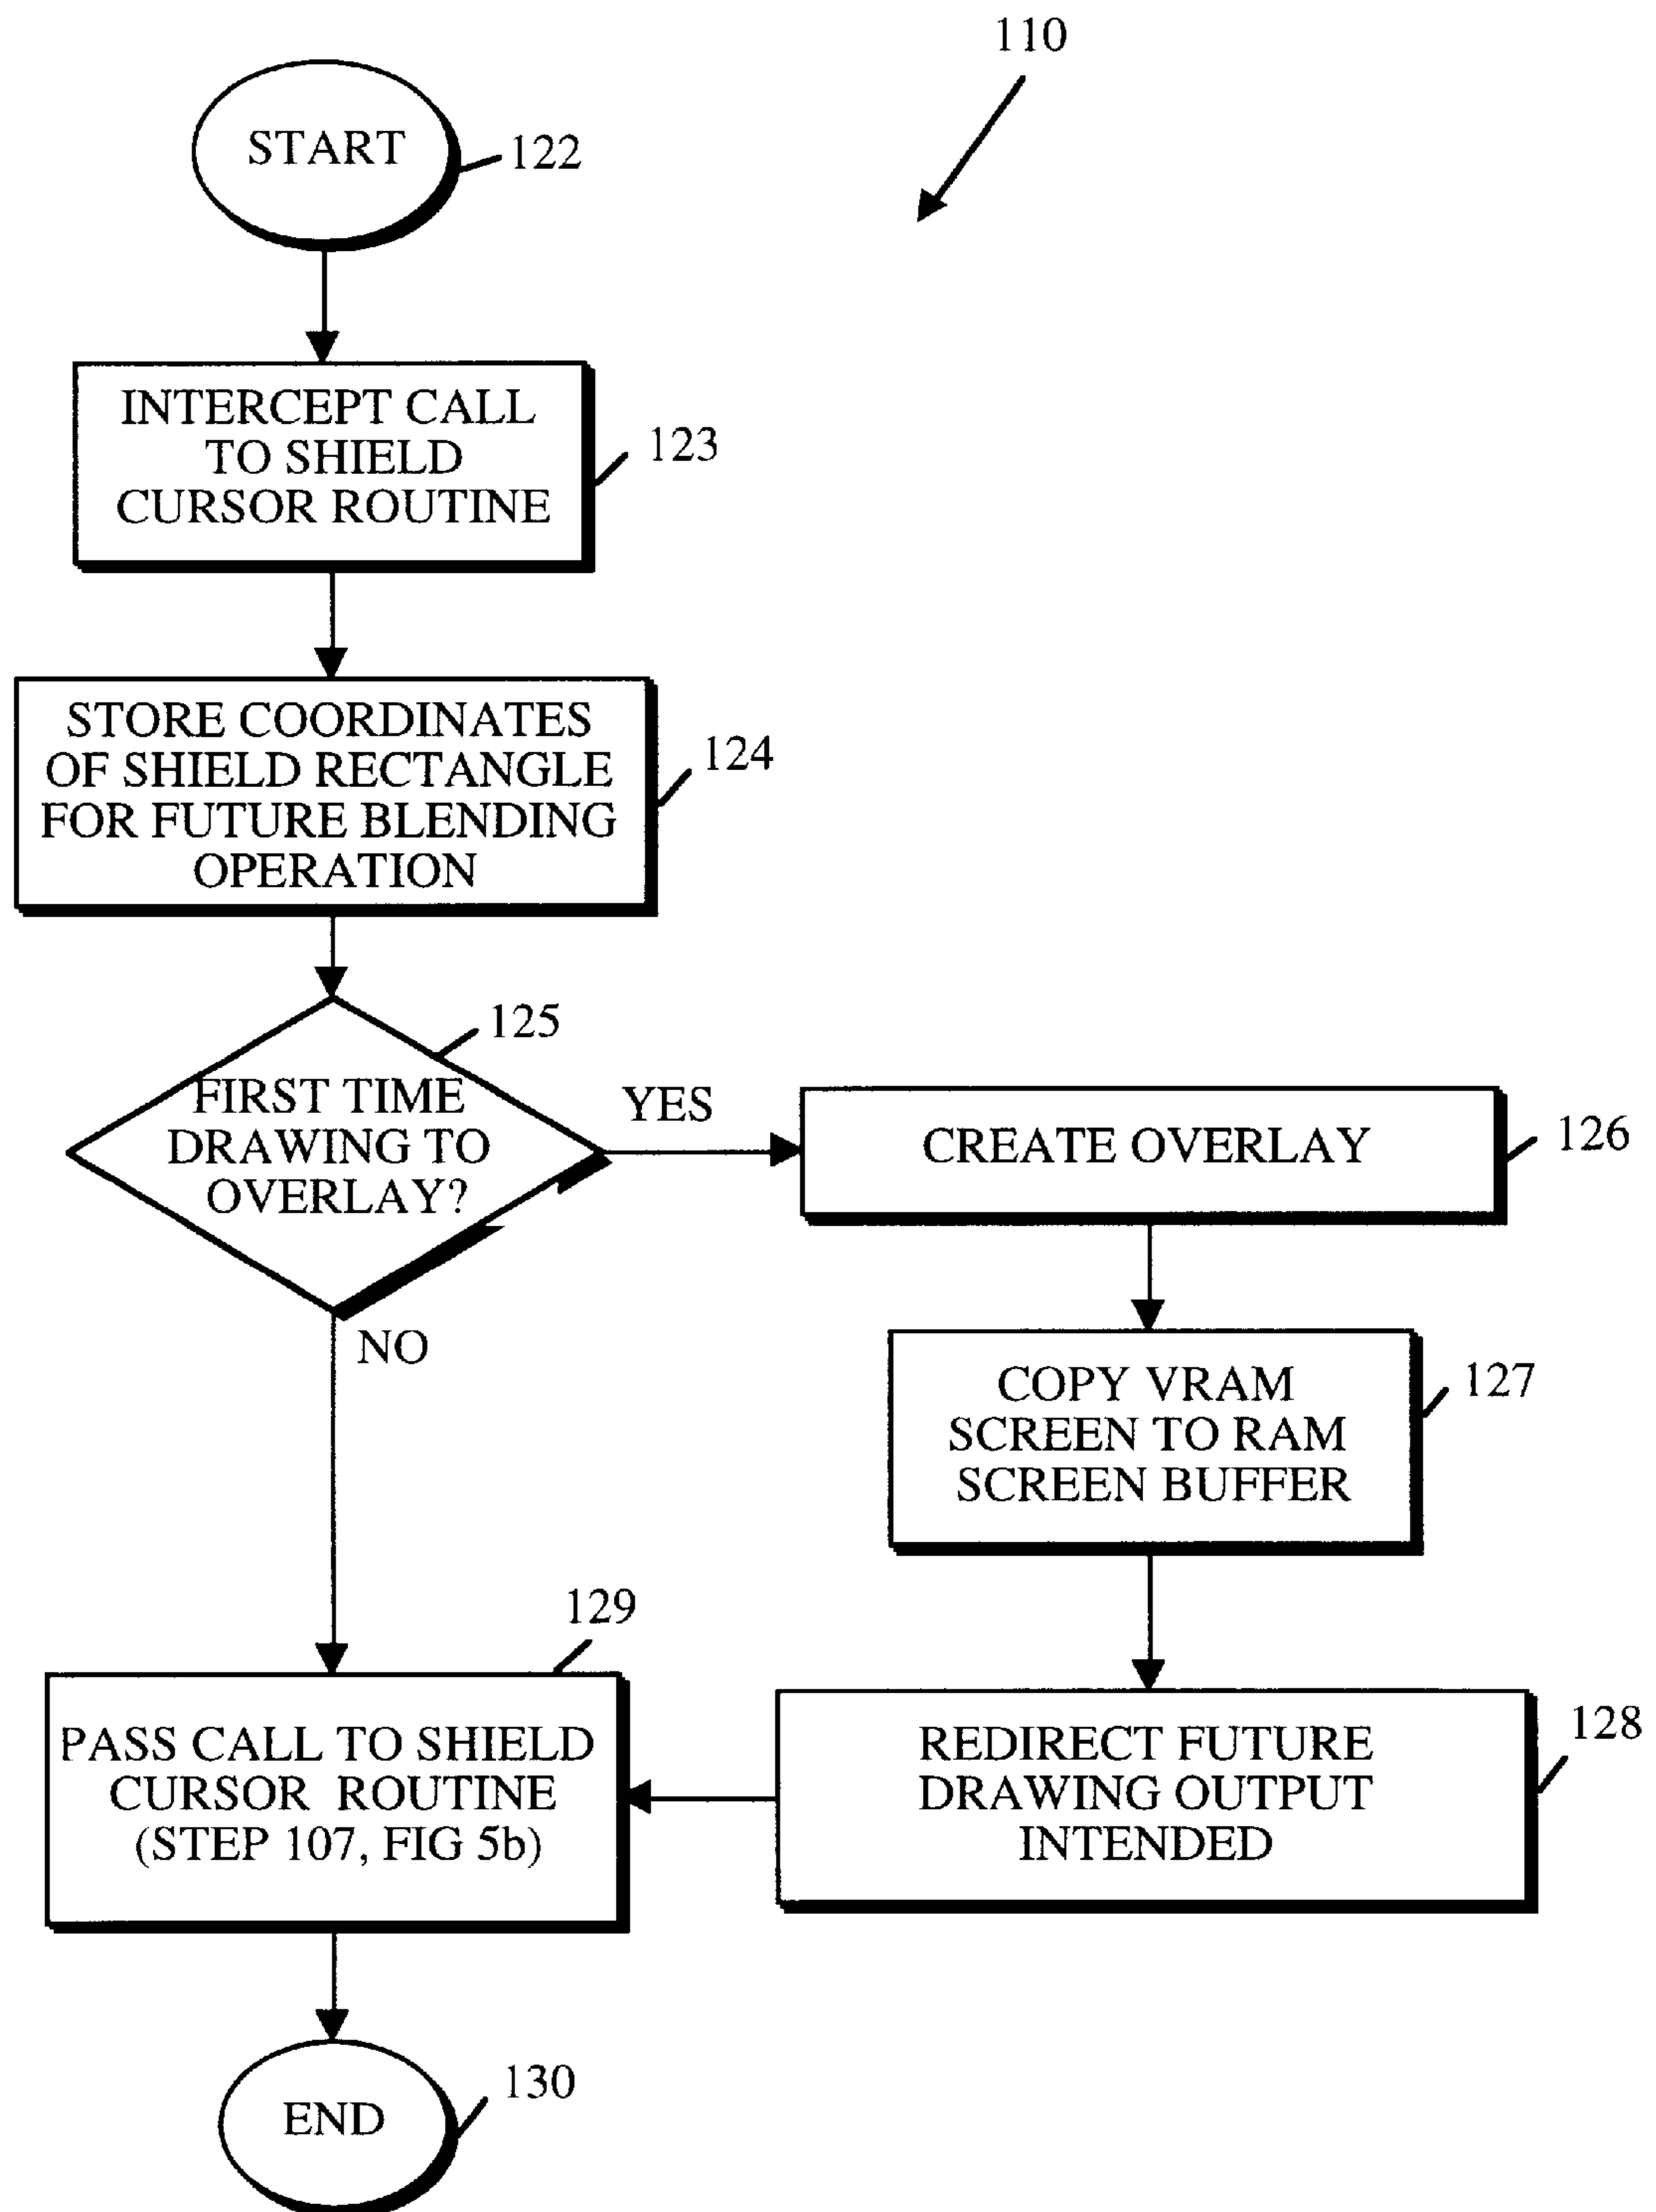 110
START
122
INTERCEPT CALL
TO SHIELD
CURSOR ROUTINE
123
STORE COORDINATES
OF SHIELD RECTANGLE
FOR FUTURE BLENDING
OPERATION
124
125
FIRST TIME
DRAWING TO
OVERLAY?
YES
CREATE OVERLAY
126
NO
COPY VRAM
SCREEN TO RAM
SCREEN BUFFER
127
129
PASS CALL TO SHIELD
CURSOR ROUTINE
(STEP 107, FIG 5b)
REDIRECT FUTURE
DRAWING OUTPUT
INTENDED
128
END
130